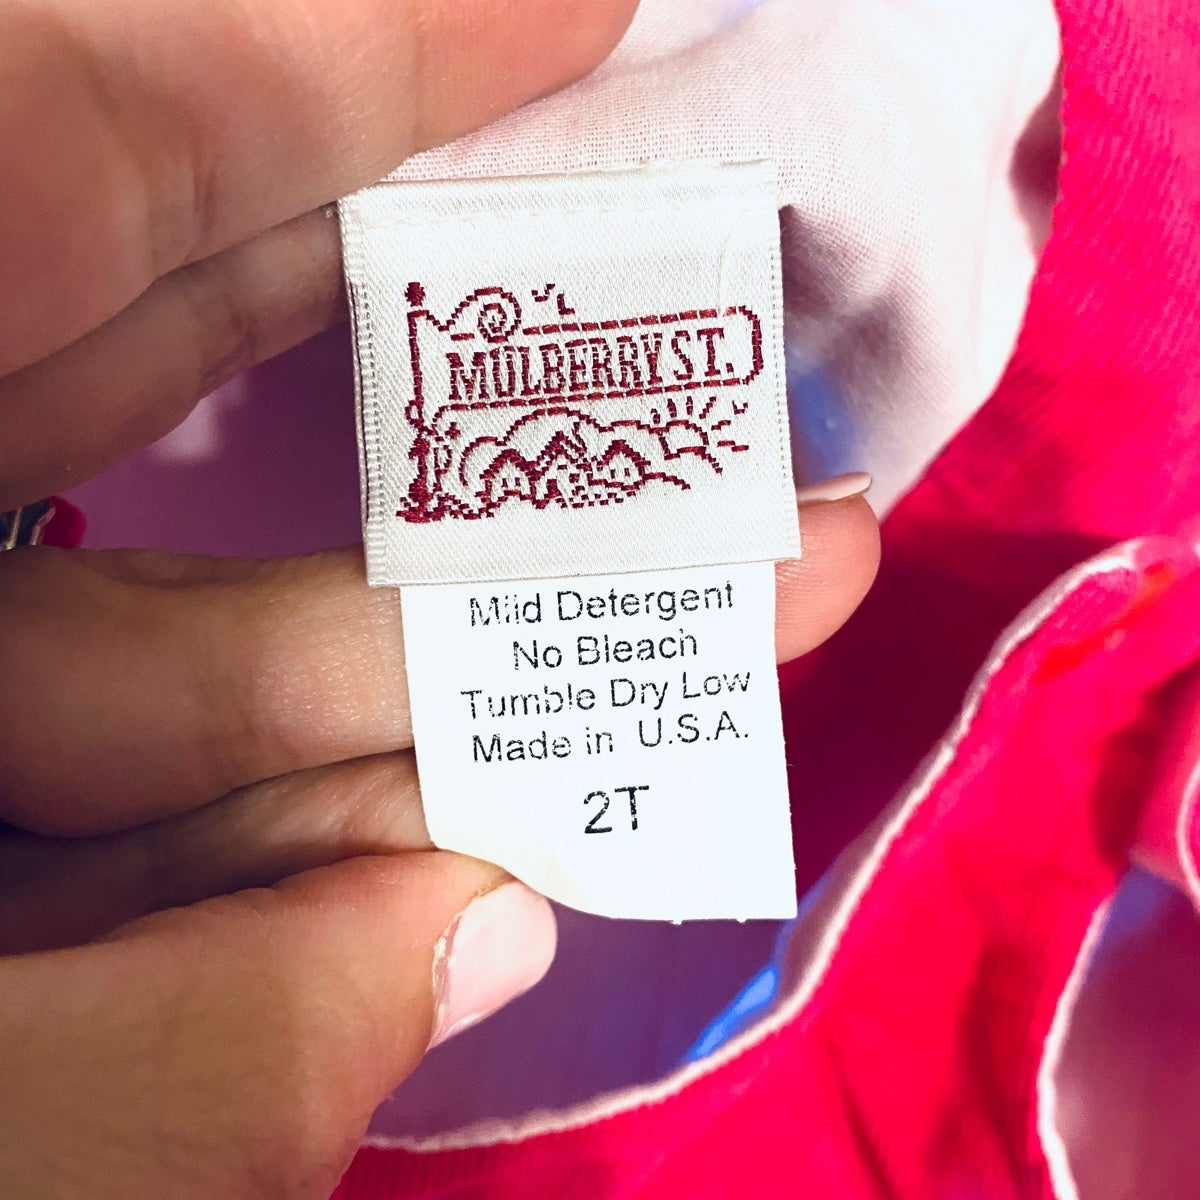 MULBERRY ST.
Mild Detergent
No Bleach
Tumble Dry Low
Made in U.S.A.
2T